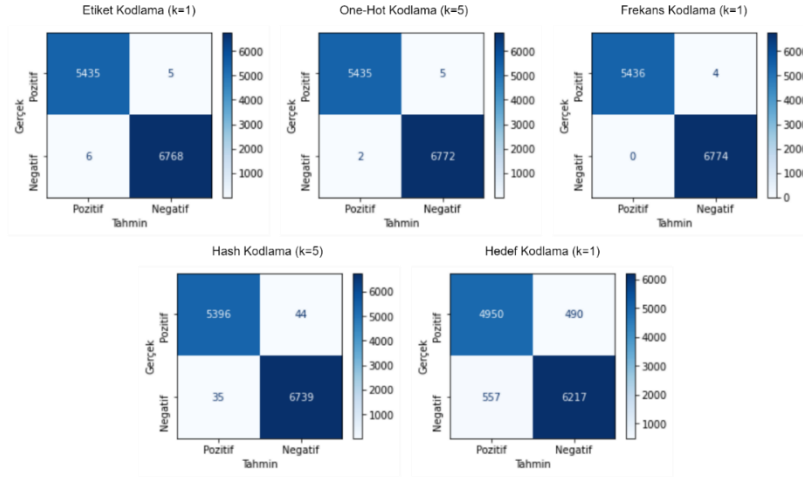 Etiket Kodlama (k=1)
5435
5
6
6768
Pozitif
Negatif
Gerçek
Pozitif
Negatif
Tahmin
6000
5000
4000
3000
2000
1000
One-Hot Kodlama (k=5)
5435
5
2
6772
Pozitif
Negatif
Gerçek
Pozitif
Negatif
Tahmin
6000
5000
4000
3000
2000
1000
Frekans Kodlama (k=1)
5436
4
0
6774
Pozitif
Negatif
Gerçek
Pozitif
Negatif
Tahmin
6000
5000
4000
3000
2000
1000
0
Hash Kodlama (k=5)
5396
44
35
6739
Pozitif
Negatif
Gerçek
Pozitif
Negatif
Tahmin
6000
5000
4000
3000
2000
1000
Hedef Kodlama (k=1)
4950
490
557
6217
Pozitif
Negatif
Gerçek
Pozitif
Negatif
Tahmin
6000
5000
4000
3000
2000
1000